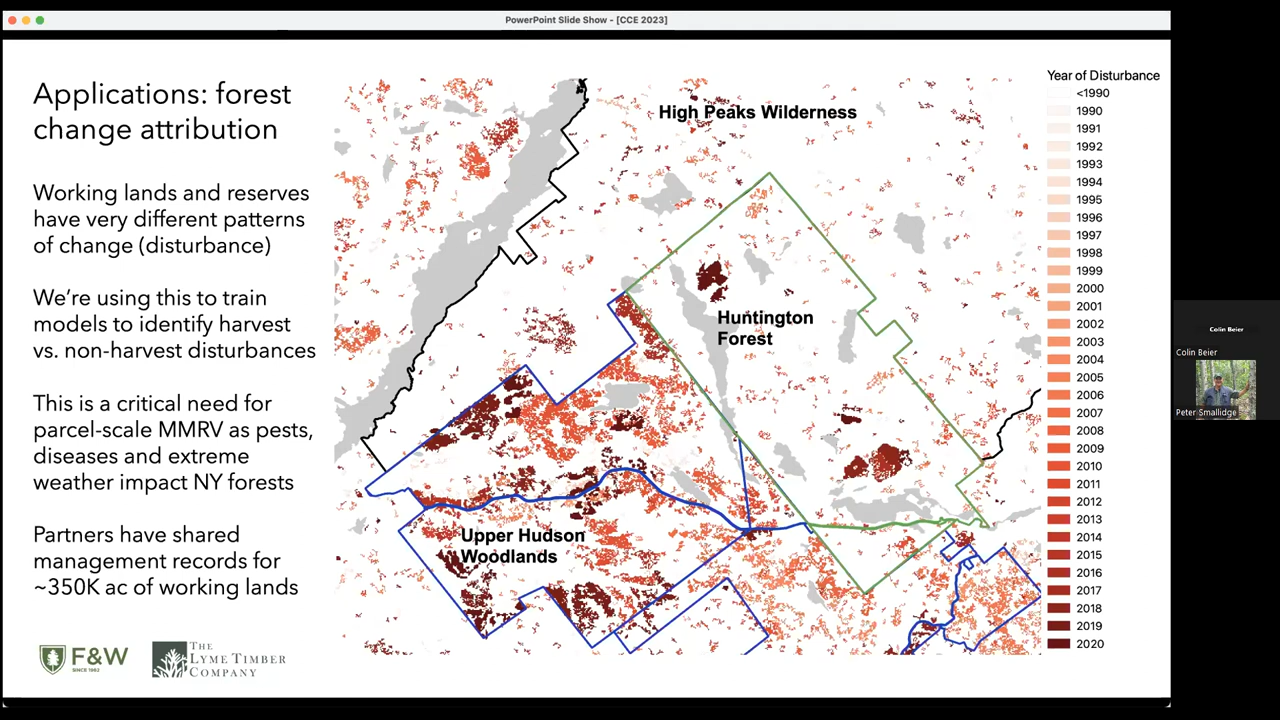 PowerPoint Slide Show - [CCE 2023]
Applications: forest
change attribution
Working lands and reserves
have very different patterns
of change (disturbance)
We're using this to train
models to identify harvest
vs. non-harvest disturbances
This is a critical need for
parcel-scale MMRV as pests,
diseases and extreme
weather impact NY forests
Partners have shared
management records for
~350K ac of working lands
F&W
SINCE 1962
THE
LYME TIMBER
COMPANY
High Peaks Wilderness
Huntington
Forest
Upper Hudson
Woodlands
Year of Disturbance
<1990
1990
1991
1992
1993
1994
1995
1996
1997
1998
1999
2000
2001
2002
2003
2004
2005
2006
2007
2008
2009
2010
2011
2012
2013
2014
2015
2016
2017
2018
2019
2020
Colin Beier
Colin Beier
Peter Smallidge